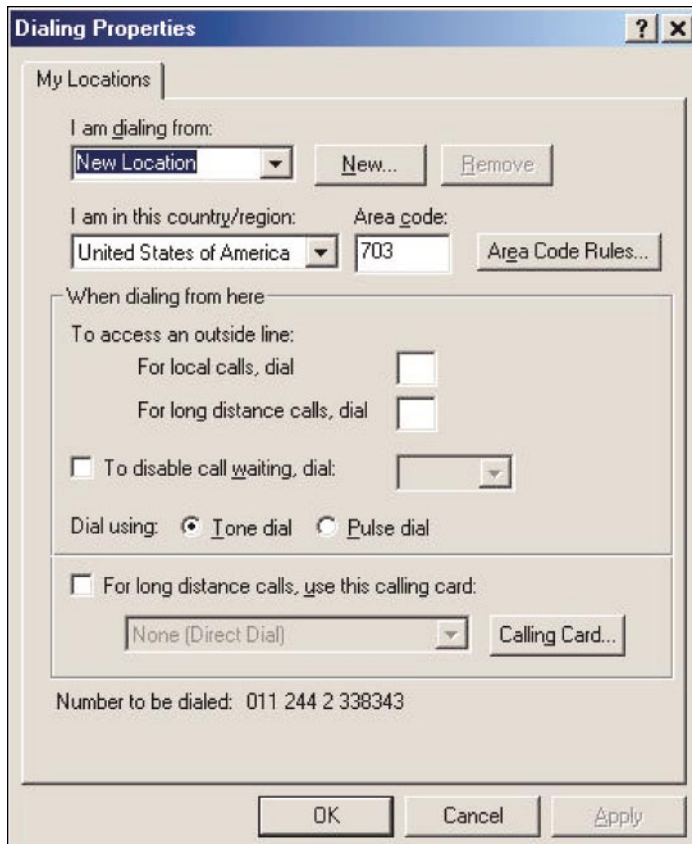 Dialing Properties
My Locations
I am dialing from:
New Location
New...
Remove
I am in this country/region:
Area code:
United States of America
703
Area Code Rules...
When dialing from here
To access an outside line:
For local calls, dial
For long distance calls, dial
To disable call waiting, dial:
Dial using:
Tone dial
Pulse dial
For long distance calls, use this calling card:
None (Direct Dial)
Calling Card...
Number to be dialed: 011 244 2 338343
OK
Cancel
Apply